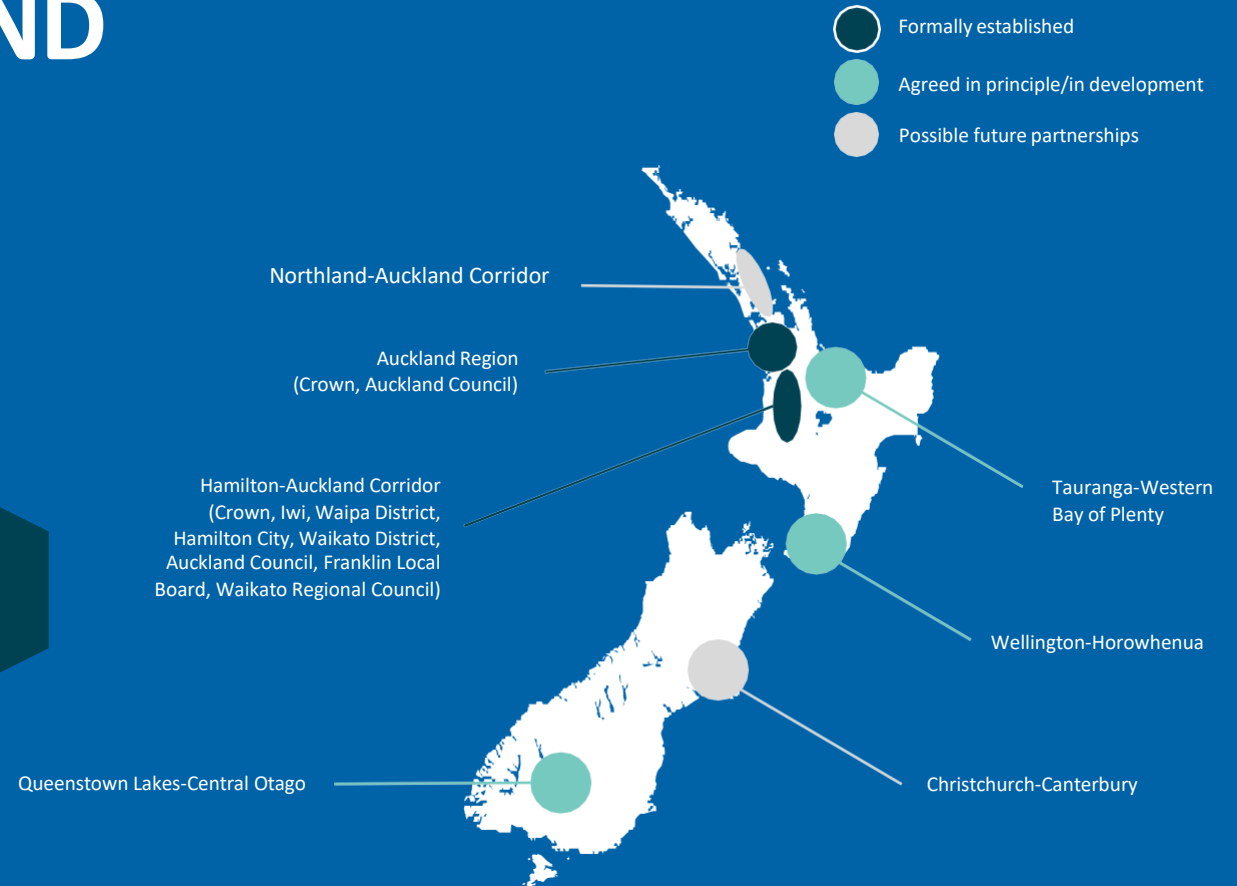 ND
Formally established
Agreed in principle/in development
Possible future partnerships
Northland-Auckland Corridor
Auckland Region
(Crown, Auckland Council)
Hamilton-Auckland Corridor
(Crown, Iwi, Waipa District,
Hamilton City, Waikato District,
Auckland Council, Franklin Local
Board, Waikato Regional Council)
Tauranga-Western
Bay of Plenty
Wellington-Horowhenua
Queenstown Lakes-Central Otago
Christchurch-Canterbury